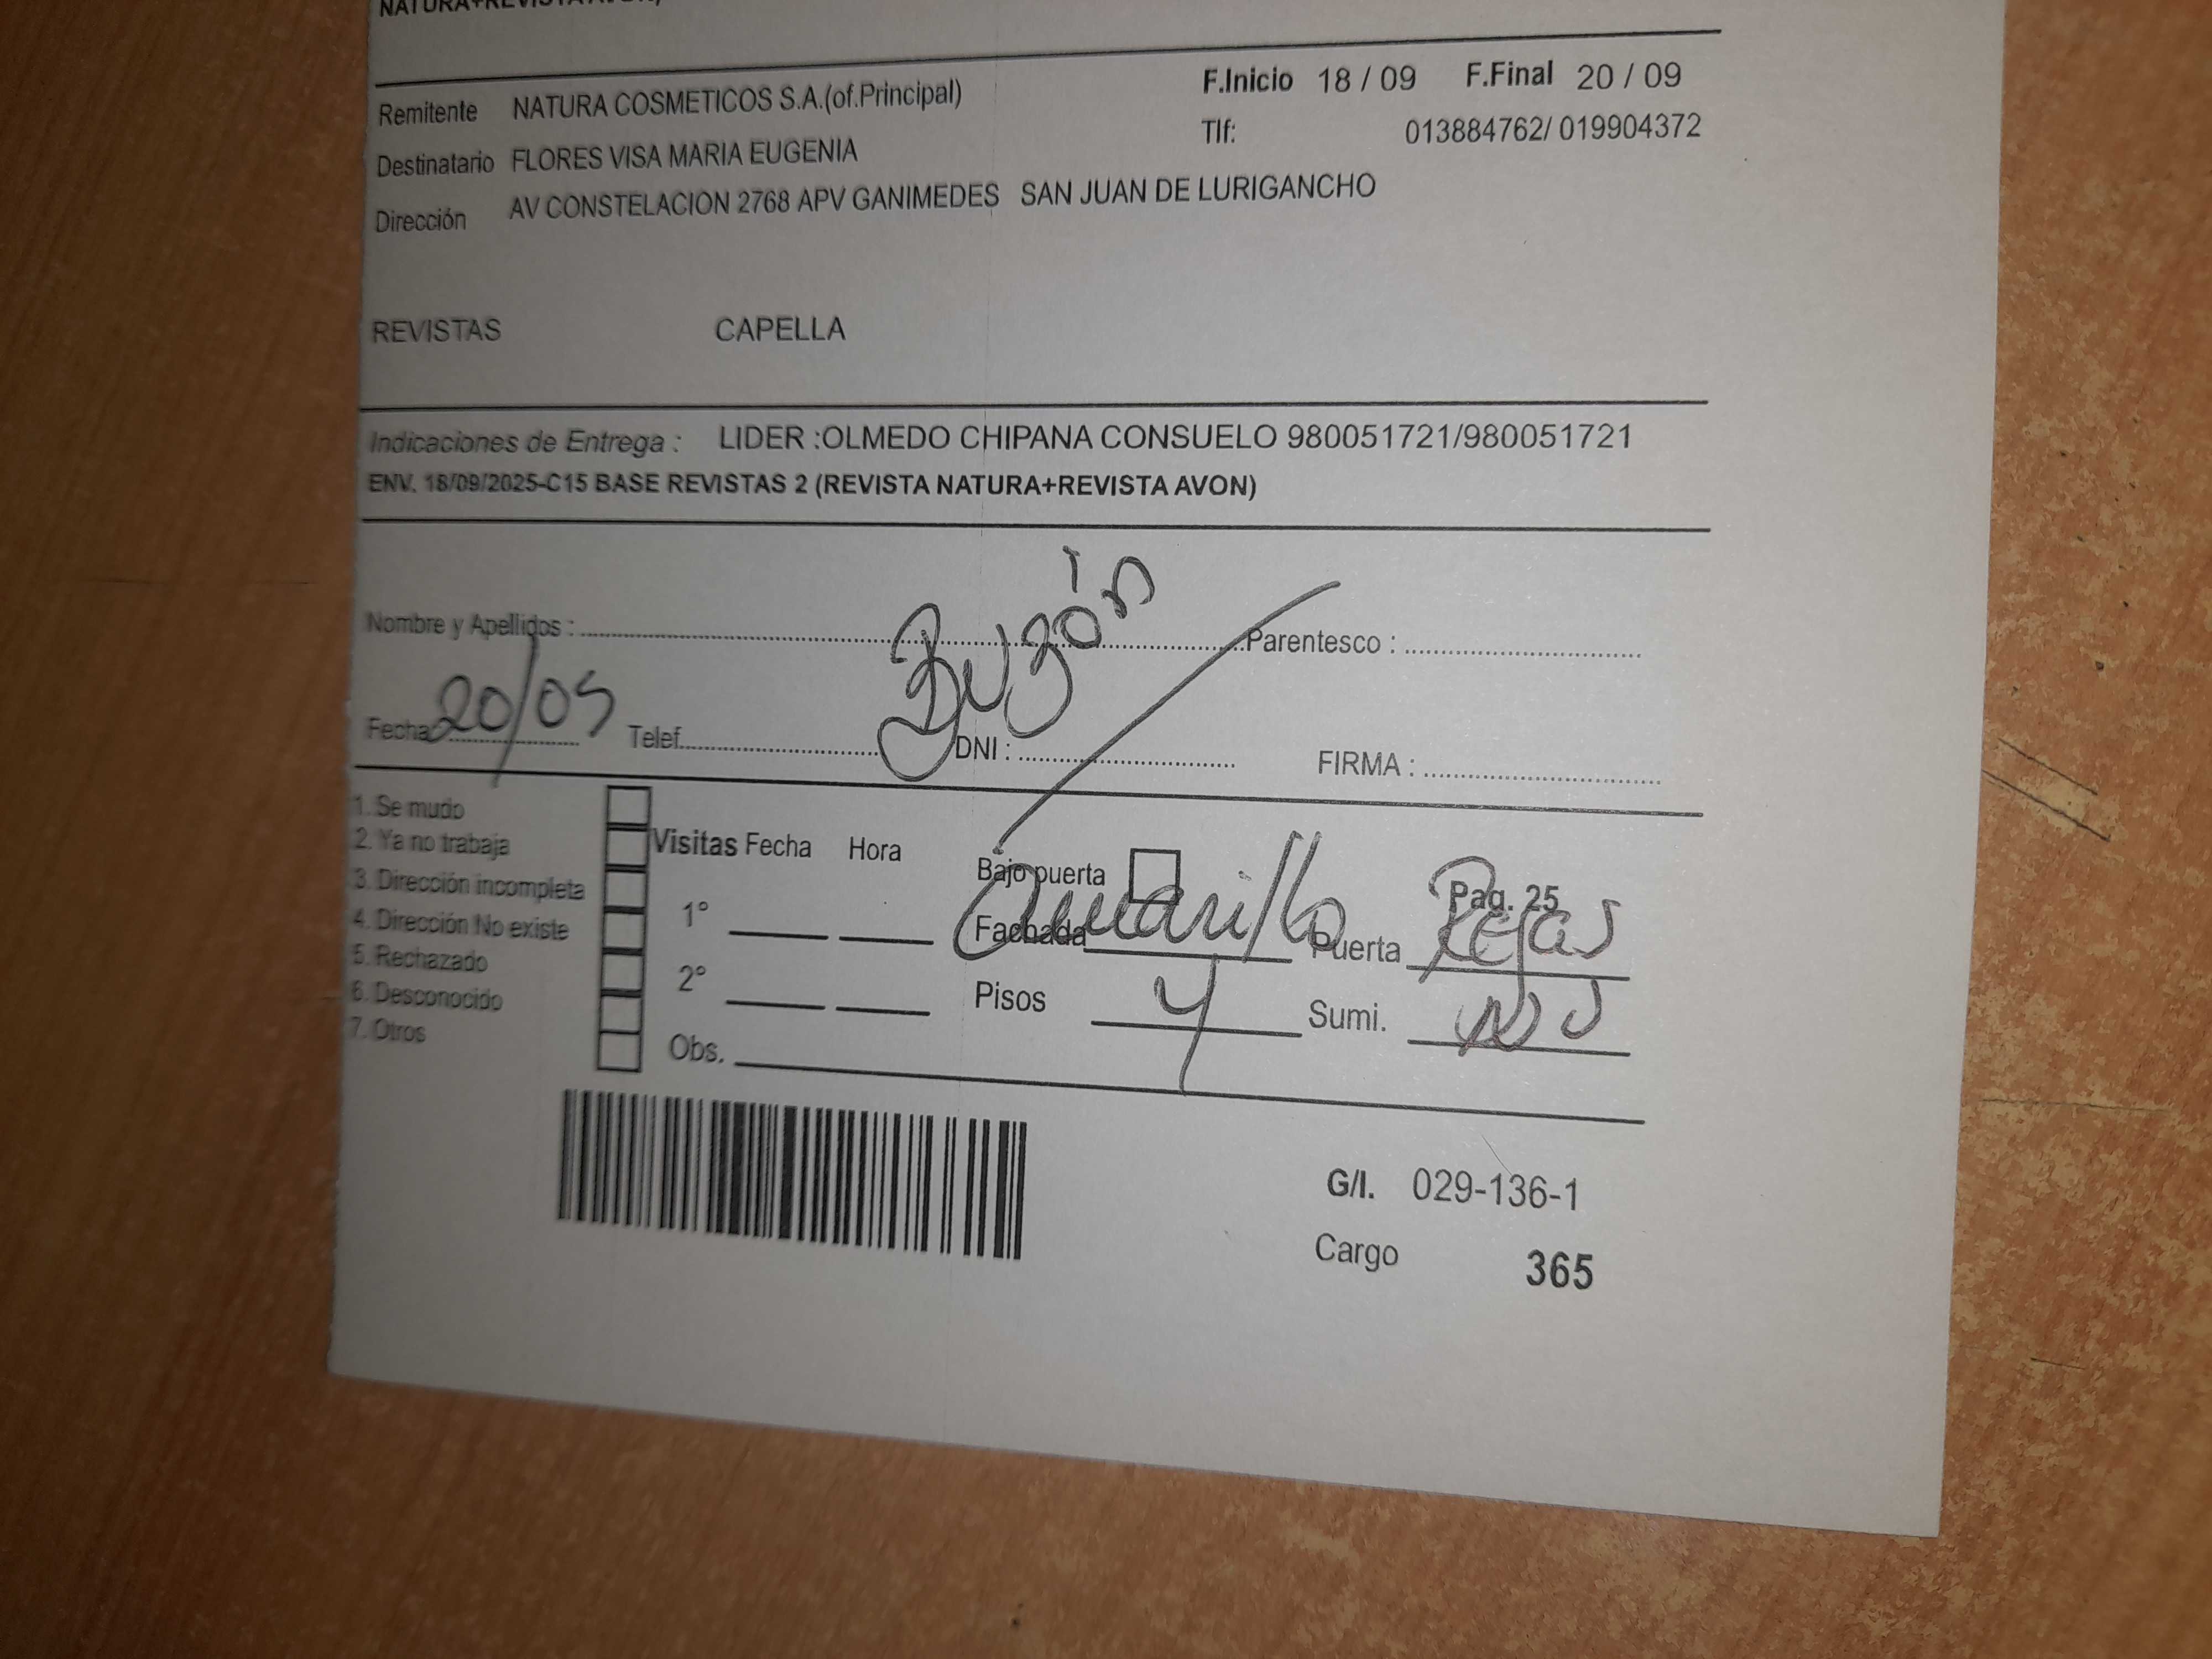 NATURA+REVISTA AVON)
F.Inicio 18 / 09 F.Final 20 / 09
Remitente NATURA COSMETICOS S.A.(of.Principal)
Tlf: 013884762/ 019904372
Destinatario FLORES VISA MARIA EUGENIA
Dirección AV CONSTELACION 2768 APV GANIMEDES SAN JUAN DE LURIGANCHO
REVISTAS CAPELLA
Indicaciones de Entrega : LIDER :OLMEDO CHIPANA CONSUELO 980051721/980051721
ENV. 18/09/2025-C15 BASE REVISTAS 2 (REVISTA NATURA+REVISTA AVON)
Buzón
Nombre y Apellidos : Parentesco :
Fecha 20/09 Telef. DNI : FIRMA :
1. Se mudo
2. Ya no trabaja
3. Dirección incompleta
4. Dirección No existe
5. Rechazado
6. Desconocido
7. Otros
Visitas Fecha Hora
1°
2°
Obs.
Bajo puerta Pag. 25
Fachada Amarillo Puerta Rejas
Pisos 4 Sumi.
G/I. 029-136-1
Cargo 365